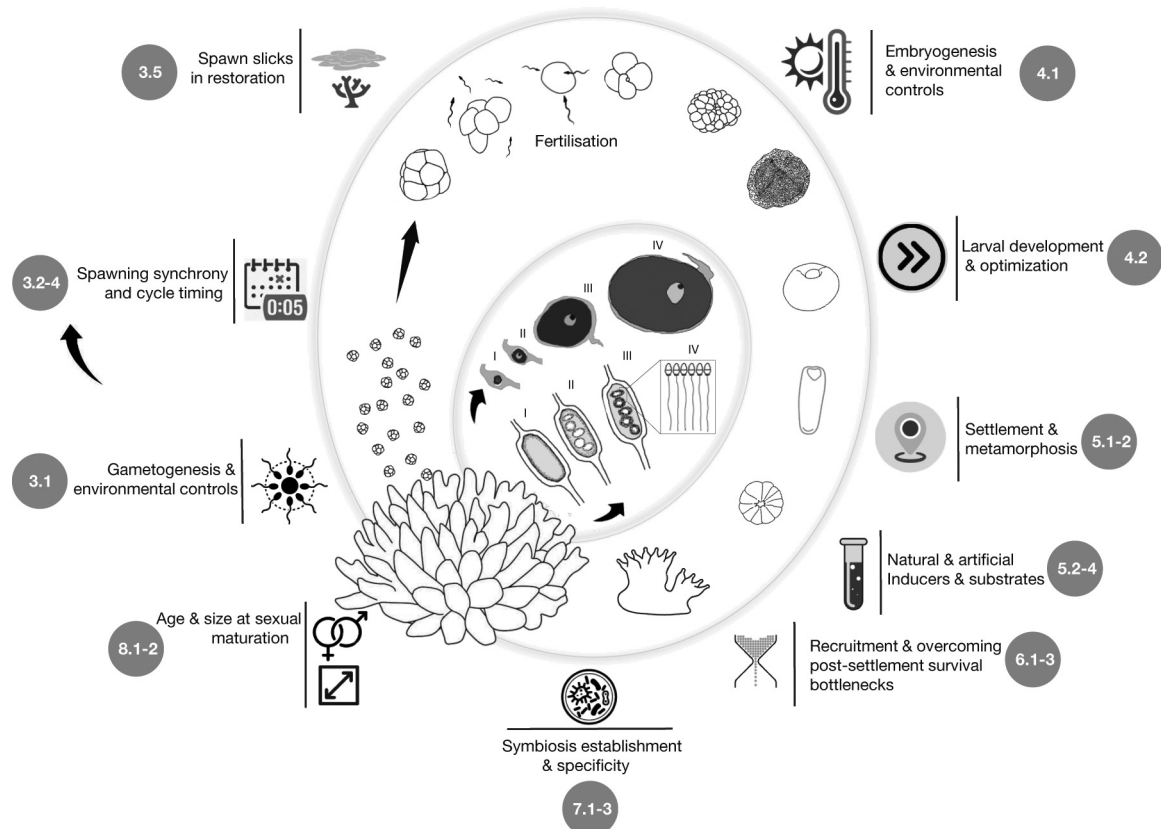 3.5
Spawn slicks
in restoration
Fertilisation
Embryogenesis
& environmental
controls
4.1
3.2-4
Spawning synchrony
and cycle timing
0:05
Larval development
& optimization
4.2
I
II
III
IV
I
II
III
IV
3.1
Gametogenesis &
environmental controls
Settlement &
metamorphosis
5.1-2
Natural & artificial
Inducers & substrates
5.2-4
8.1-2
Age & size at sexual
maturation
Recruitment & overcoming
post-settlement survival
bottlenecks
6.1-3
Symbiosis establishment
& specificity
7.1-3